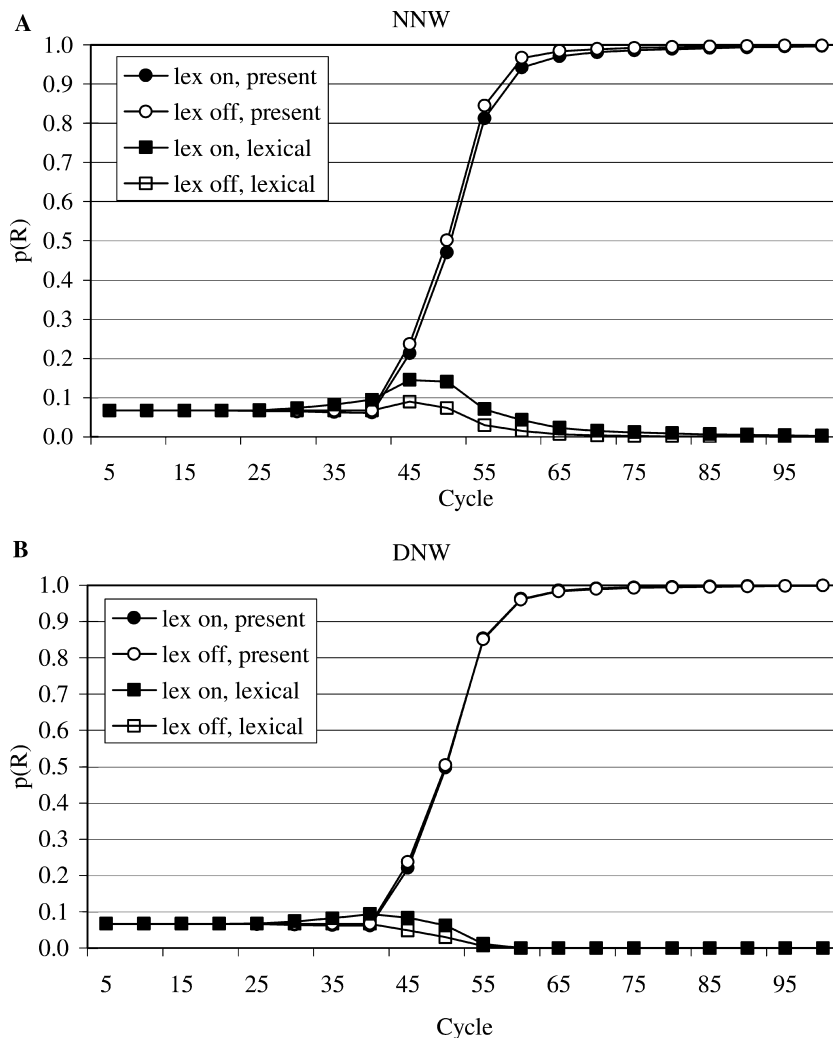 A
NNW
1.0
0.9
0.8
0.7
0.6
0.5
0.4
0.3
0.2
0.1
0.0
p(R)
lex on, present
lex off, present
lex on, lexical
lex off, lexical
5 15 25 35 45 55 65 75 85 95
Cycle
B
DNW
1.0
0.9
0.8
0.7
0.6
0.5
0.4
0.3
0.2
0.1
0.0
p(R)
lex on, present
lex off, present
lex on, lexical
lex off, lexical
5 15 25 35 45 55 65 75 85 95
Cycle